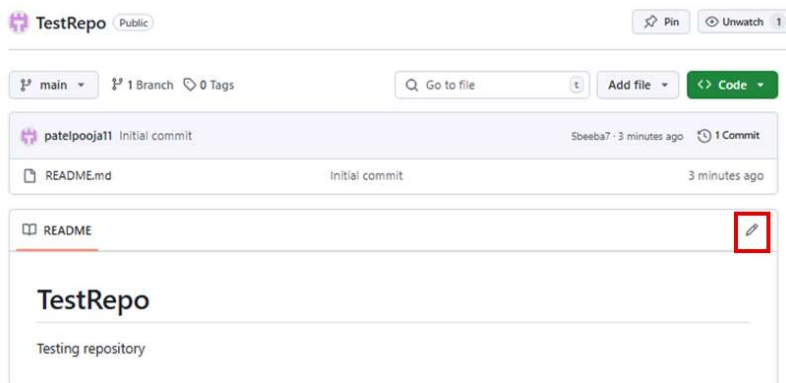 TestRepo Public Pin Unwatch 1
main 1 Branch 0 Tags Go to file t Add file <> Code
patelpooja11 Initial commit 5beeba7 · 3 minutes ago 1 Commit
README.md Initial commit 3 minutes ago
README
TestRepo
Testing repository